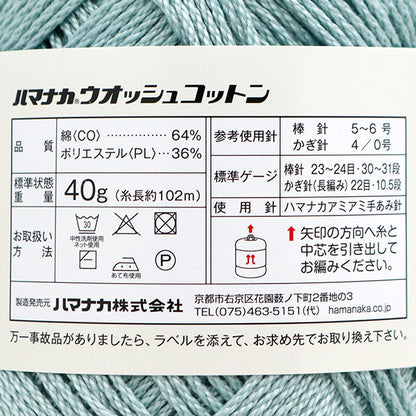 ハマナカ®ウオッシュコットン
品質
綿〈CO〉……………64%
ポリエステル〈PL〉…36%
標準状態
重量
40g(糸長約102m)
お取扱い
方法
30
中性洗剤使用
ネット使用
あて布使用
参考使用針
棒針 5〜6号
かぎ針 4/0号
標準ゲージ
棒針 23〜24目・30〜31段
かぎ針(長編み)22目・10.5段
使用針
ハマナカアミアミ手あみ針
↑矢印の方向へ糸と
中芯を引き出して
お編みください。
製造発売元
ハマナカ株式会社
京都市右京区花園薮ノ下町2番地の3
TEL(075)463-5151(代) hamanaka.co.jp
万一事故品がありましたら、ラベルを添えて、お求め先でお取り換え下さい。